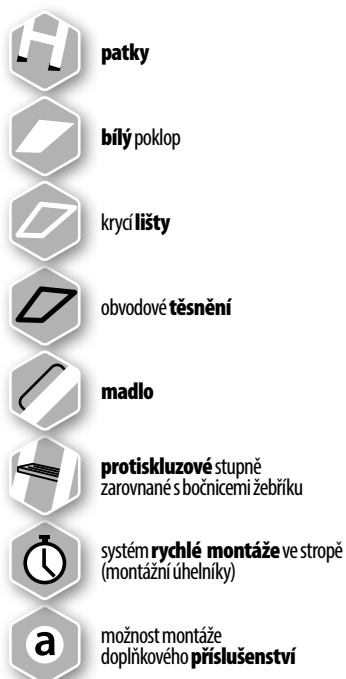 patky
bílý poklop
krycí lišty
obvodové těsnění
madlo
protiskluzové stupně
zarovnané s bočnicemi žebříku
systém rychlé montáže ve stropě
(montážní úhelníky)
a
možnost montáže
doplňkového příslušenství